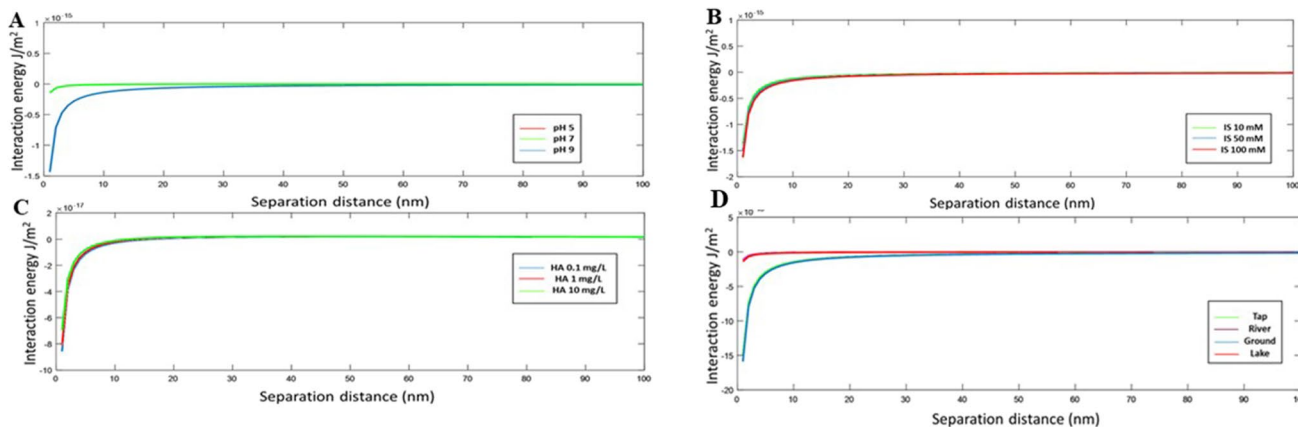 A
×10⁻¹⁵
Interaction energy J/m²
1
0.5
0
-0.5
-1
-1.5
0 10 20 30 40 50 60 70 80 90 100
Separation distance (nm)
pH 5
pH 7
pH 9
B
×10⁻¹⁵
Interaction energy J/m²
1
0.5
0
-0.5
-1
-1.5
-2
0 10 20 30 40 50 60 70 80 90 100
Separation distance (nm)
IS 10 mM
IS 50 mM
IS 100 mM
C
×10⁻¹⁷
Interaction energy J/m²
2
0
-2
-4
-6
-8
-10
0 10 20 30 40 50 60 70 80 90 100
Separation distance (nm)
HA 0.1 mg/L
HA 1 mg/L
HA 10 mg/L
D
Interaction energy J/m²
5
0
-5
-10
-15
-20
0 10 20 30 40 50 60 70 80 90
Separation distance (nm)
Tap
River
Ground
Lake